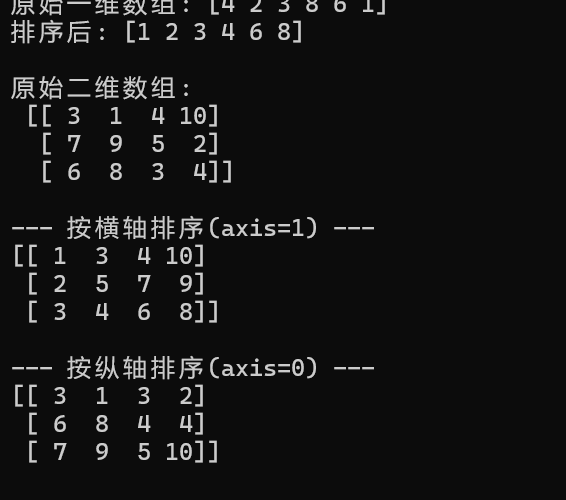 原始一维数组: [4 2 3 8 6 1]
排序后: [1 2 3 4 6 8]
原始二维数组:
[[ 3  1  4 10]
[ 7  9  5  2]
[ 6  8  3  4]]
--- 按横轴排序(axis=1) ---
[[ 1  3  4 10]
[ 2  5  7  9]
[ 3  4  6  8]]
--- 按纵轴排序(axis=0) ---
[[ 3  1  3  2]
[ 6  8  4  4]
[ 7  9  5 10]]